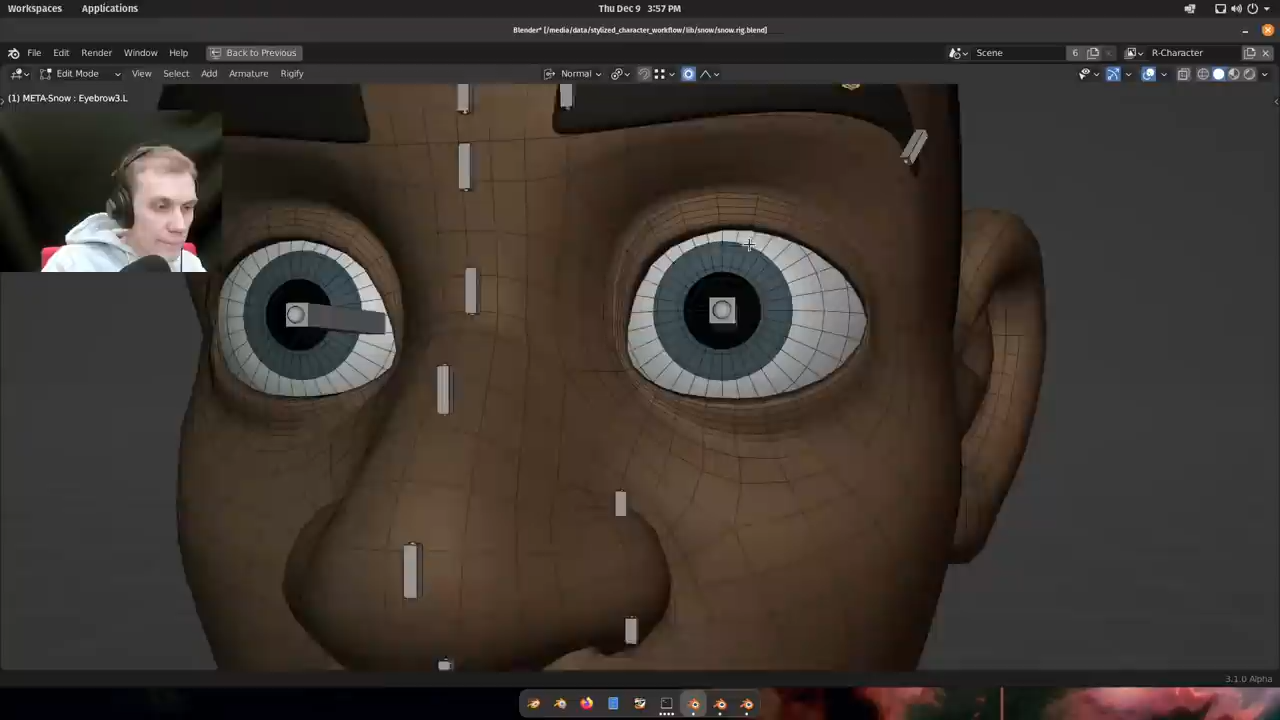 Workspaces Applications Thu Dec 9 3:57 PM
Blender* [/media/data/stylized_character_workflow/lib/snow/snow.rig.blend]
File Edit Render Window Help Back to Previous Scene 6 R-Character
Edit Mode View Select Add Armature Rigify Normal
(1) META-Snow : Eyebrow3.L
3.1.0 Alpha